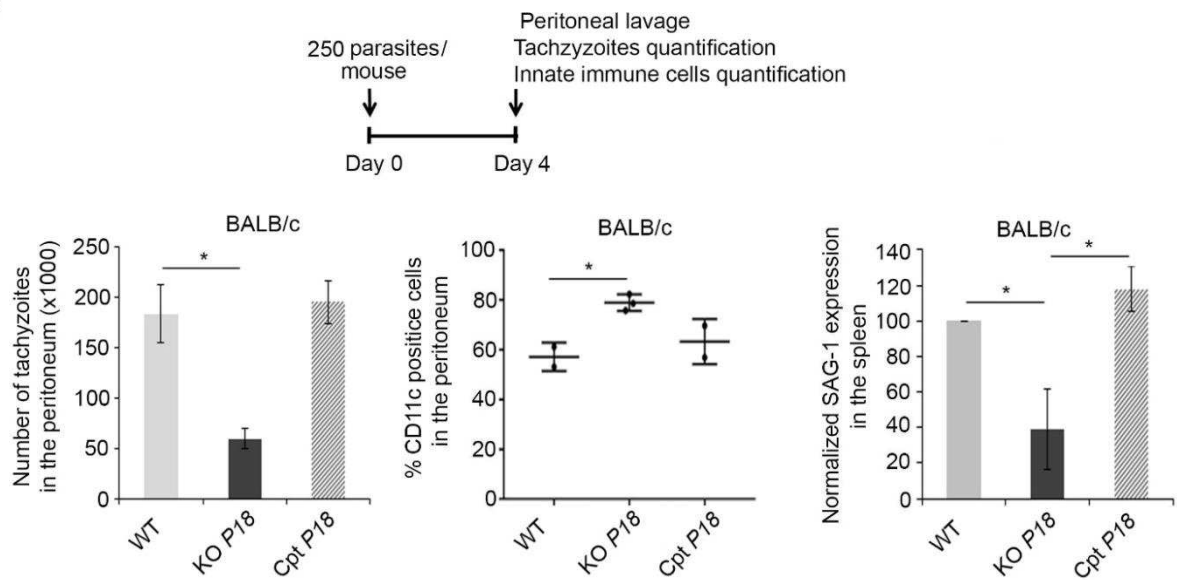 250 parasites/
mouse
Peritoneal lavage
Tachzyzoites quantification
Innate immune cells quantification
Day 0
Day 4
BALB/c
Number of tachyzoites
in the peritoneum (x1000)
250
200
150
100
50
0
*
WT
KO P18
Cpt P18
BALB/c
% CD11c positice cells
in the peritoneum
100
80
60
40
20
0
*
WT
KO P18
Cpt P18
BALB/c
Normalized SAG-1 expression
in the spleen
140
120
100
80
60
40
20
0
*
*
WT
KO P18
Cpt P18